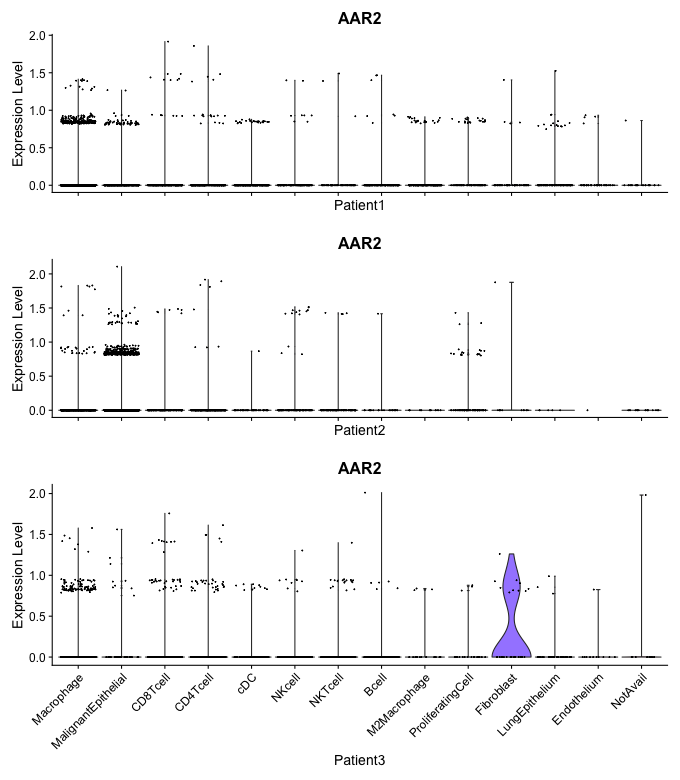 AAR2
Expression Level
2.0
1.5
1.0
0.5
0.0
Patient1
AAR2
Expression Level
2.0
1.5
1.0
0.5
0.0
Patient2
AAR2
Expression Level
2.0
1.5
1.0
0.5
0.0
Macrophage
MalignantEpithelial
CD8Tcell
CD4Tcell
cDC
NKcell
NKTcell
Bcell
M2Macrophage
ProliferatingCell
Fibroblast
LungEpithelium
Endothelium
NotAvail
Patient3